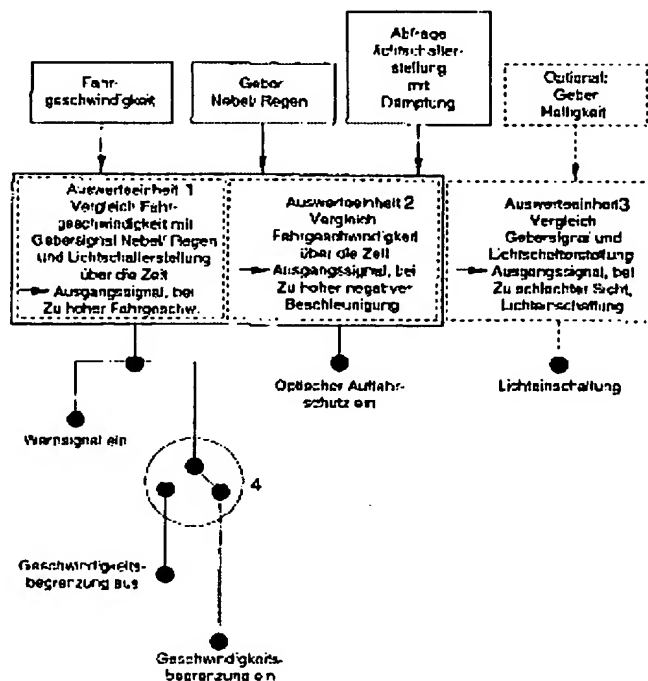 Fahr-
geschwindigkeit
Geber
Nebel/ Regen
Abfrage
Lichtschalter-
stellung
mit
Dämpfung
Optional:
Geber
Helligkeit
Auswerteeinheit 1
Vergleich Fahr-
geschwindigkeit mit
Gebersignal Nebel/ Regen
und Lichtschalterstellung
über die Zeit
Ausgangssignal, bei
Zu hoher Fahrgeschw.
Auswerteeinheit 2
Vergleich
Fahrgeschwindigkeit
über die Zeit
Ausgangssignal, bei
Zu hoher negativer
Beschleunigung
Auswerteeinheit 3
Vergleich
Gebersignal und
Lichtschalterstellung
Ausgangssignal, bei
Zu schlechter Sicht,
Lichteinschaltung
Warnsignal ein
Optischer Auffahr-
schutz ein
Lichteinschaltung
4
Geschwindigkeits-
begrenzung aus
Geschwindigkeits-
begrenzung ein